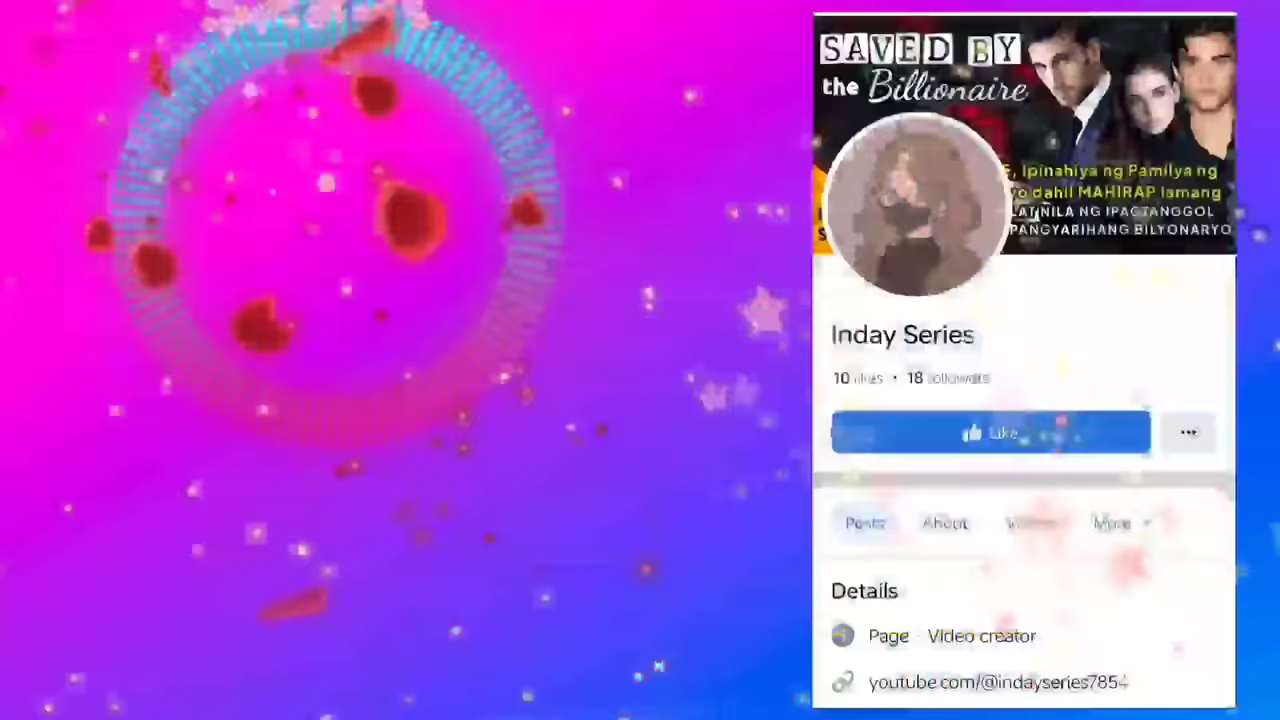 SAVED BY
the Billionaire
Ipinahiya ng Pamilya ng
dahil MAHIRAP lamang
NILA NG IPAGTANGGOL
PANGYARIHANG BILYONARYO
Inday Series
10 likes • 18 followers
Like
Posts About Videos More
Details
Page · Video creator
youtube.com/@indayseries7854